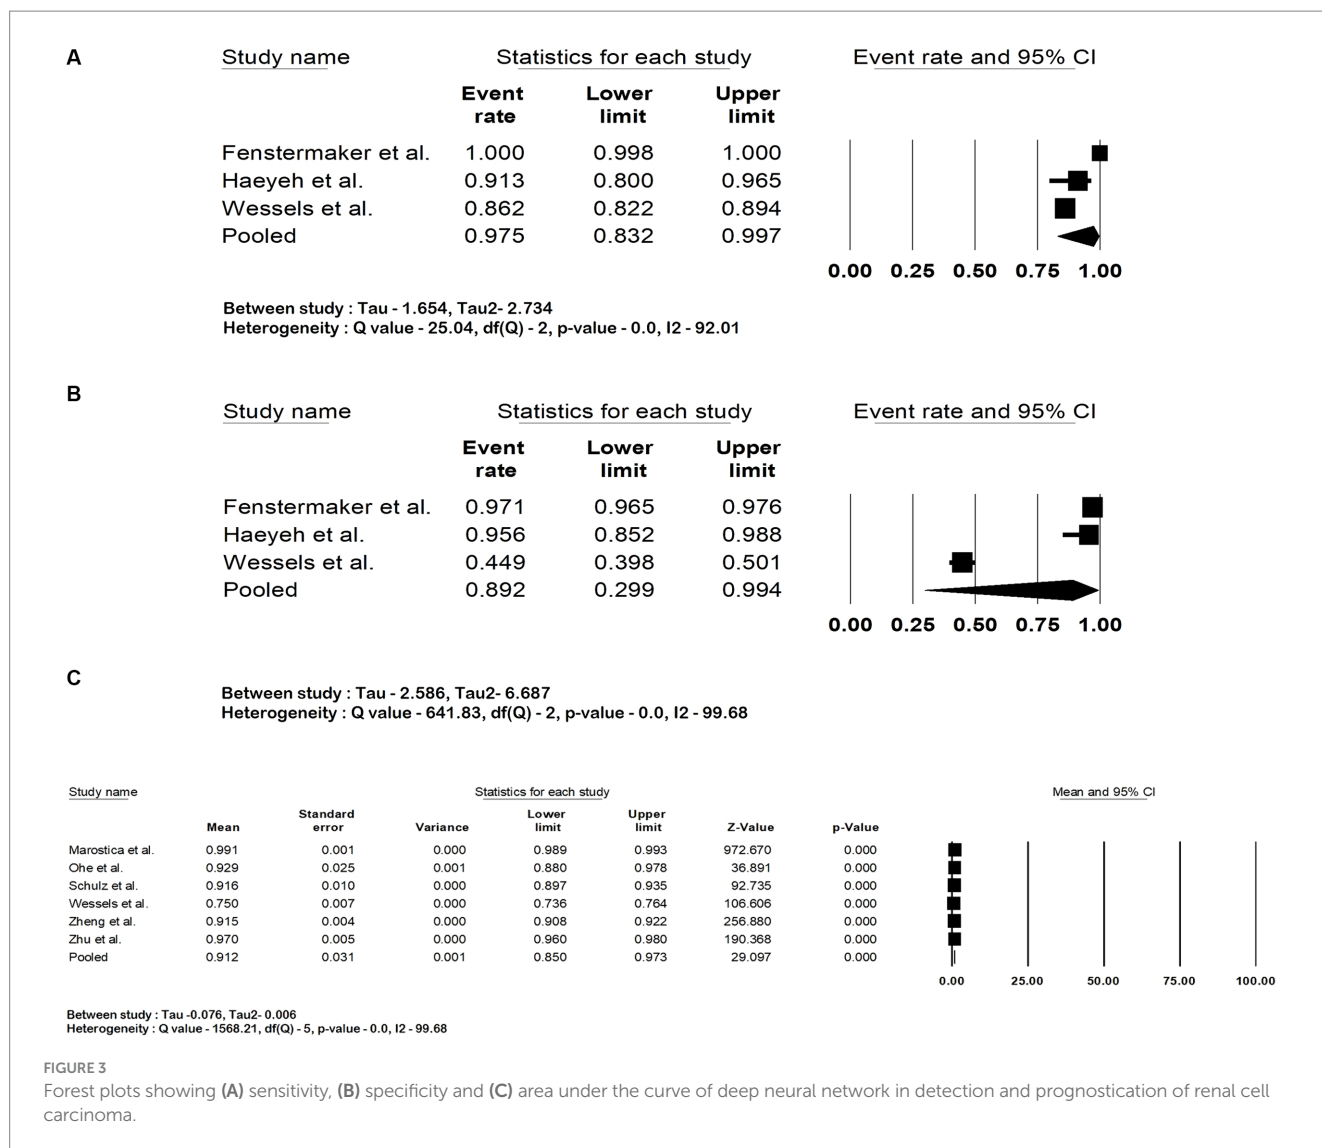 A
Study name Statistics for each study Event rate and 95% CI
Event rate Lower limit Upper limit
Fenstermaker et al. 1.000 0.998 1.000
Haeyeh et al. 0.913 0.800 0.965
Wessels et al. 0.862 0.822 0.894
Pooled 0.975 0.832 0.997
0.00 0.25 0.50 0.75 1.00
Between study : Tau - 1.654, Tau2- 2.734
Heterogeneity : Q value - 25.04, df(Q) - 2, p-value - 0.0, I2 - 92.01
B
Study name Statistics for each study Event rate and 95% CI
Event rate Lower limit Upper limit
Fenstermaker et al. 0.971 0.965 0.976
Haeyeh et al. 0.956 0.852 0.988
Wessels et al. 0.449 0.398 0.501
Pooled 0.892 0.299 0.994
0.00 0.25 0.50 0.75 1.00
C
Between study : Tau - 2.586, Tau2- 6.687
Heterogeneity : Q value - 641.83, df(Q) - 2, p-value - 0.0, I2 - 99.68
Study name Statistics for each study Mean and 95% CI
Mean Standard error Variance Lower limit Upper limit Z-Value p-Value
Marostica et al. 0.991 0.001 0.000 0.989 0.993 972.670 0.000
Ohe et al. 0.929 0.025 0.001 0.880 0.978 36.891 0.000
Schulz et al. 0.916 0.010 0.000 0.897 0.935 92.735 0.000
Wessels et al. 0.750 0.007 0.000 0.736 0.764 106.606 0.000
Zheng et al. 0.915 0.004 0.000 0.908 0.922 256.880 0.000
Zhu et al. 0.970 0.005 0.000 0.960 0.980 190.368 0.000
Pooled 0.912 0.031 0.001 0.850 0.973 29.097 0.000
0.00 25.00 50.00 75.00 100.00
Between study : Tau -0.076, Tau2- 0.006
Heterogeneity : Q value - 1568.21, df(Q) - 5, p-value - 0.0, I2 - 99.68
FIGURE 3
Forest plots showing (A) sensitivity, (B) specificity and (C) area under the curve of deep neural network in detection and prognostication of renal cell
carcinoma.